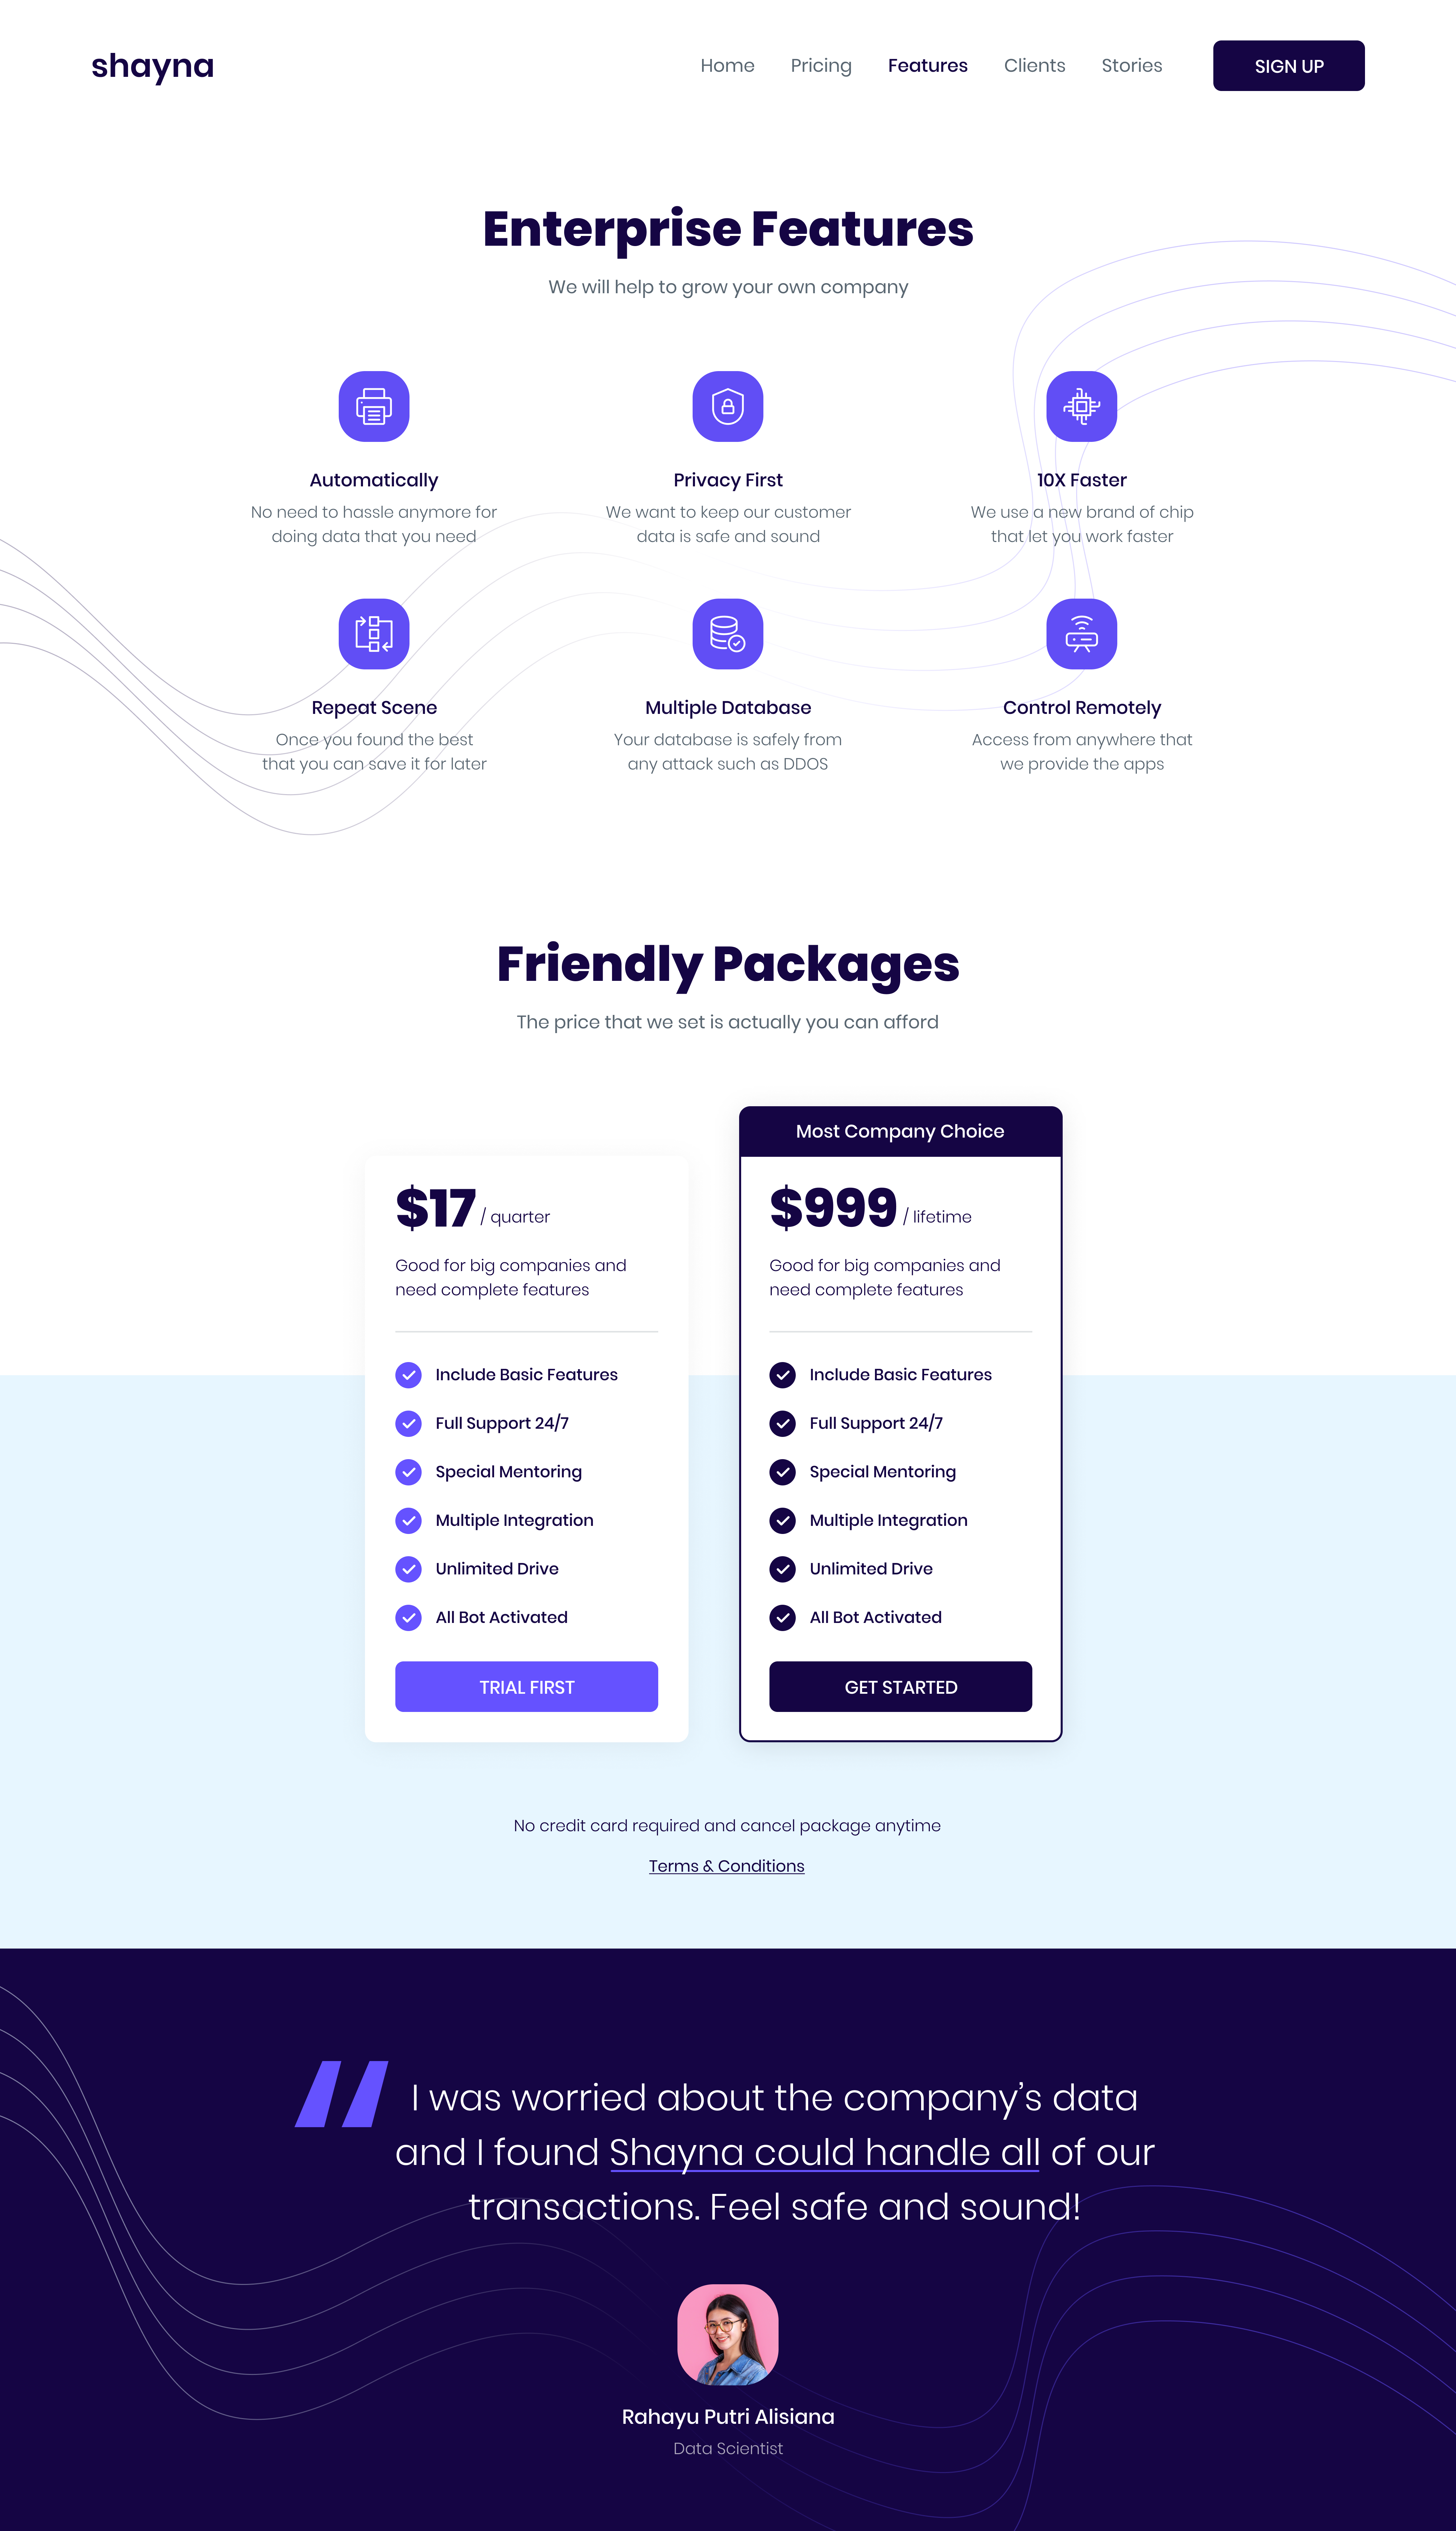 shayna
Home
Pricing
Features
Clients
Stories
SIGN UP
Enterprise Features
We will help to grow your own company
Automatically
No need to hassle anymore for
doing data that you need
Privacy First
We want to keep our customer
data is safe and sound
10X Faster
We use a new brand of chip
that let you work faster
Repeat Scene
Once you found the best
that you can save it for later
Multiple Database
Your database is safely from
any attack such as DDOS
Control Remotely
Access from anywhere that
we provide the apps
Friendly Packages
The price that we set is actually you can afford
$17 / quarter
Good for big companies and
need complete features
Include Basic Features
Full Support 24/7
Special Mentoring
Multiple Integration
Unlimited Drive
All Bot Activated
TRIAL FIRST
Most Company Choice
$999 / lifetime
Good for big companies and
need complete features
Include Basic Features
Full Support 24/7
Special Mentoring
Multiple Integration
Unlimited Drive
All Bot Activated
GET STARTED
No credit card required and cancel package anytime
Terms & Conditions
I was worried about the company’s data
and I found Shayna could handle all of our
transactions. Feel safe and sound!
Rahayu Putri Alisiana
Data Scientist